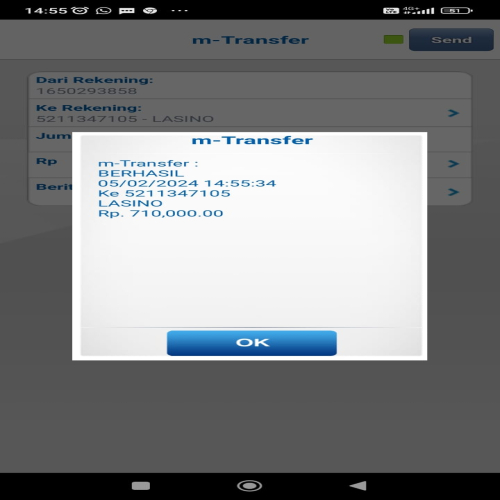 14:55
4G+
51
m-Transfer
Send
Dari Rekening:
1650293858
Ke Rekening:
5211347105 - LASINO
Jum
Rp
Berit
m-Transfer
m-Transfer :
BERHASIL
05/02/2024 14:55:34
Ke 5211347105
LASINO
Rp. 710,000.00
OK